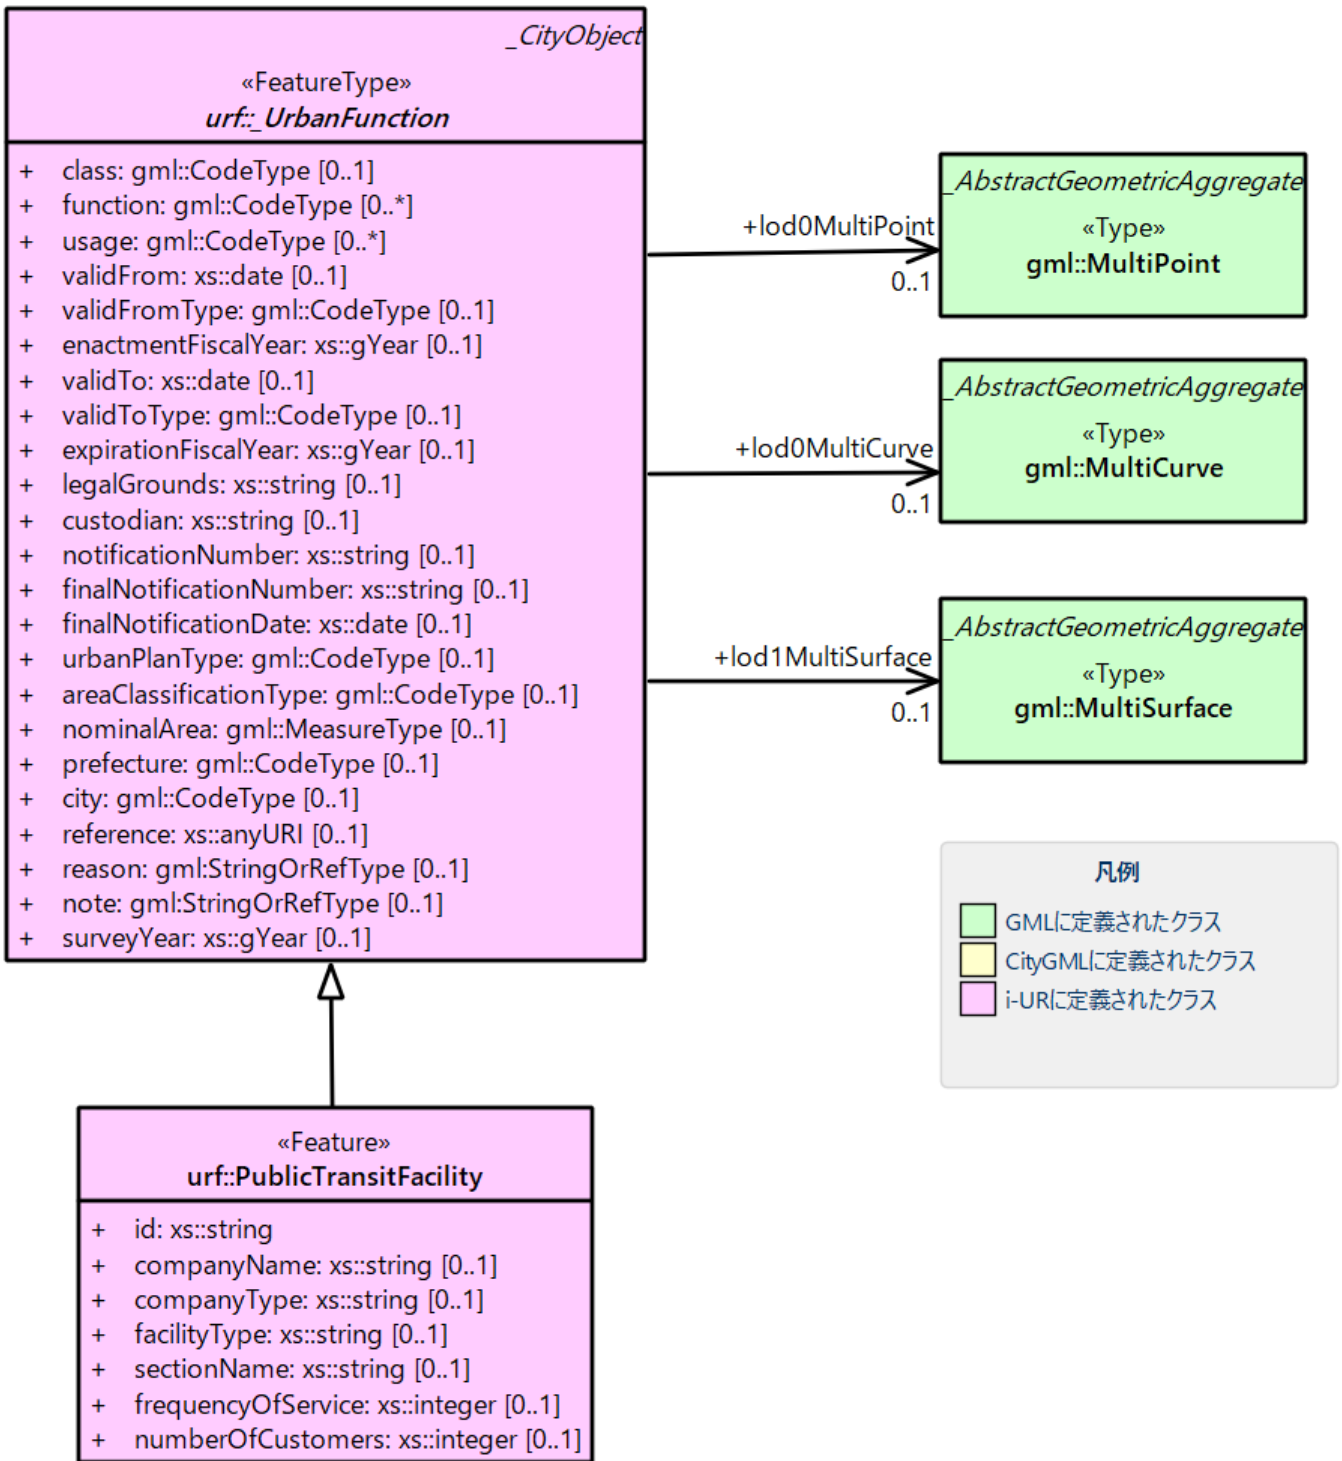 _CityObject
«FeatureType»
urf::_UrbanFunction
+ class: gml::CodeType [0..1]
+ function: gml::CodeType [0..*]
+ usage: gml::CodeType [0..*]
+ validFrom: xs::date [0..1]
+ validFromType: gml::CodeType [0..1]
+ enactmentFiscalYear: xs::gYear [0..1]
+ validTo: xs::date [0..1]
+ validToType: gml::CodeType [0..1]
+ expirationFiscalYear: xs::gYear [0..1]
+ legalGrounds: xs::string [0..1]
+ custodian: xs::string [0..1]
+ notificationNumber: xs::string [0..1]
+ finalNotificationNumber: xs::string [0..1]
+ finalNotificationDate: xs::date [0..1]
+ urbanPlanType: gml::CodeType [0..1]
+ areaClassificationType: gml::CodeType [0..1]
+ nominalArea: gml::MeasureType [0..1]
+ prefecture: gml::CodeType [0..1]
+ city: gml::CodeType [0..1]
+ reference: xs::anyURI [0..1]
+ reason: gml:StringOrRefType [0..1]
+ note: gml:StringOrRefType [0..1]
+ surveyYear: xs::gYear [0..1]
+lod0MultiPoint
0..1
_AbstractGeometricAggregate
«Type»
gml::MultiPoint
+lod0MultiCurve
0..1
_AbstractGeometricAggregate
«Type»
gml::MultiCurve
+lod1MultiSurface
0..1
_AbstractGeometricAggregate
«Type»
gml::MultiSurface
凡例
GMLに定義されたクラス
CityGMLに定義されたクラス
i-URに定義されたクラス
«Feature»
urf::PublicTransitFacility
+ id: xs::string
+ companyName: xs::string [0..1]
+ companyType: xs::string [0..1]
+ facilityType: xs::string [0..1]
+ sectionName: xs::string [0..1]
+ frequencyOfService: xs::integer [0..1]
+ numberOfCustomers: xs::integer [0..1]